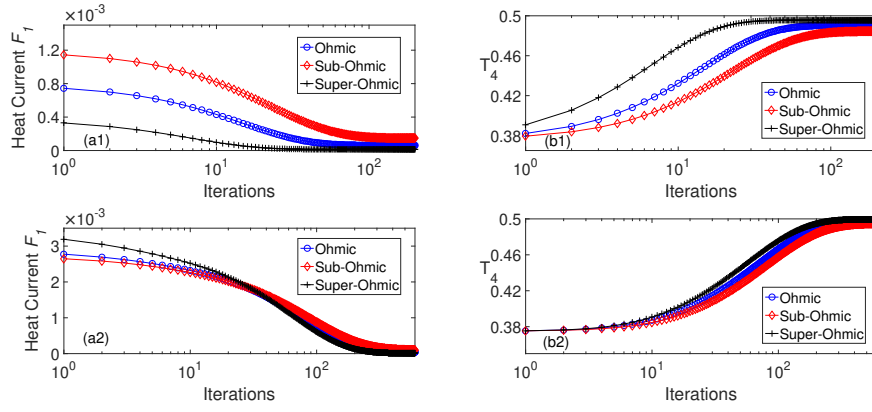 ×10⁻³
Heat Current F₁
1.2
0.8
0.4
0
Ohmic
Sub-Ohmic
Super-Ohmic
(a1)
10⁰
10¹
10²
Iterations
0.5
0.46
0.42
0.38
T₄
Ohmic
Sub-Ohmic
Super-Ohmic
(b1)
10⁰
10¹
10²
Iterations
×10⁻³
Heat Current F₁
3
2
1
0
Ohmic
Sub-Ohmic
Super-Ohmic
(a2)
10⁰
10¹
10²
Iterations
0.5
0.46
0.42
0.38
T₄
Ohmic
Sub-Ohmic
Super-Ohmic
(b2)
10⁰
10¹
10²
Iterations